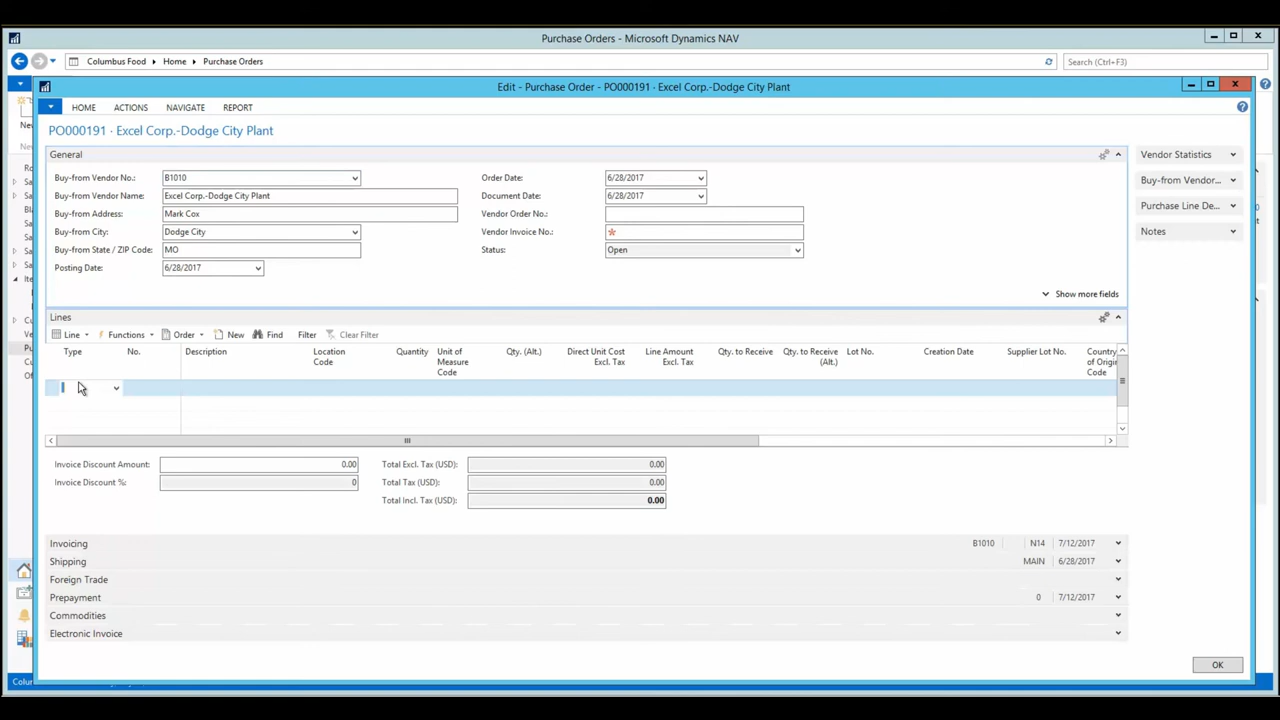 Purchase Orders - Microsoft Dynamics NAV
Columbus Food ▸ Home ▸ Purchase Orders
Search (Ctrl+F3)
Edit - Purchase Order - PO000191 · Excel Corp.-Dodge City Plant
HOME ACTIONS NAVIGATE REPORT
PO000191 · Excel Corp.-Dodge City Plant
General
Vendor Statistics
Buy-from Vendor No.: B1010 Order Date: 6/28/2017
Buy-from Vendor...
Buy-from Vendor Name: Excel Corp.-Dodge City Plant Document Date: 6/28/2017
Purchase Line De...
Buy-from Address: Mark Cox Vendor Order No.:
Notes
Buy-from City: Dodge City Vendor Invoice No.: *
Buy-from State / ZIP Code: MO Status: Open
Posting Date: 6/28/2017
Show more fields
Lines
Line Functions Order New Find Filter Clear Filter
Type No. Description Location Code Quantity Unit of Measure Code Qty. (Alt.) Direct Unit Cost Excl. Tax Line Amount Excl. Tax Qty. to Receive Qty. to Receive (Alt.) Lot No. Creation Date Supplier Lot No. Country of Origin Code
Invoice Discount Amount: 0.00 Total Excl. Tax (USD): 0.00
Invoice Discount %: 0 Total Tax (USD): 0.00
Total Incl. Tax (USD): 0.00
Invoicing B1010 N14 7/12/2017
Shipping MAIN 6/28/2017
Foreign Trade
Prepayment 0 7/12/2017
Commodities
Electronic Invoice
OK